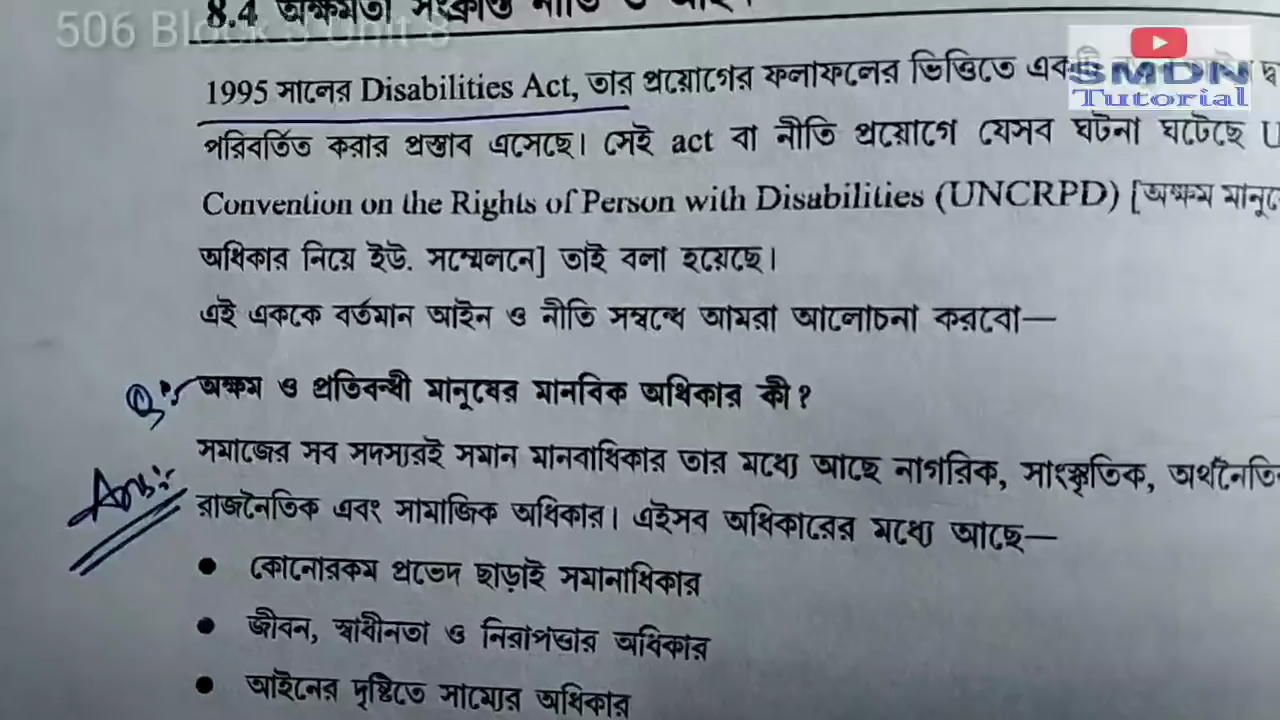 8.4 অক্ষমতা সংক্রান্ত নীতি ও আইন
506 Block 3 Unit 8
SMDN
Tutorial
1995 সানের Disabilities Act, তার প্রয়োগের ফলাফলের ভিত্তিতে
পরিবর্তিত করার প্রস্তাব এসেছে। সেই act বা নীতি প্রয়োগে যেসব ঘটনা ঘটেছে
Convention on the Rights of Person with Disabilities (UNCRPD) [অক্ষম
অধিকার নিয়ে ইউ. সম্মেলনে] তাই বলা হয়েছে।
এই এককে বর্তমান আইন ও নীতি সম্বন্ধে আমরা আলোচনা করবো—
Q:
অক্ষম ও প্রতিবন্ধী মানুষের মানবিক অধিকার কী?
সমাজের সব সদস্যরই সমান মানবাধিকার তার মধ্যে আছে নাগরিক, সাংস্কৃতিক,
Ans:
রাজনৈতিক এবং সামাজিক অধিকার। এইসব অধিকারের মধ্যে আছে—
• কোনোরকম প্রভেদ ছাড়াই সমানাধিকার
• জীবন, স্বাধীনতা ও নিরাপত্তার অধিকার
• আইনের দৃষ্টিতে সাম্যের অধিকার